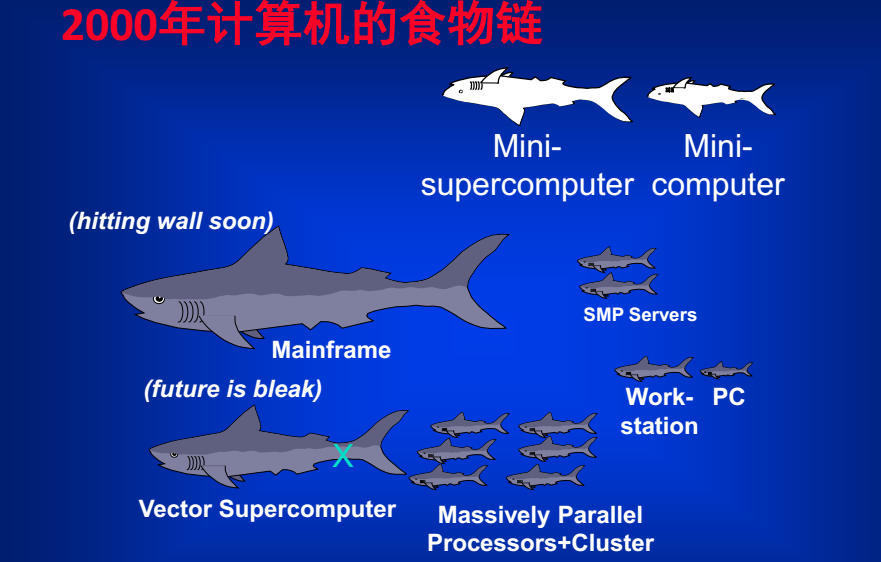 2000年计算机的食物链
Mini-
supercomputer
Mini-
computer
(hitting wall soon)
Mainframe
SMP Servers
(future is bleak)
Work-
station
PC
X
Vector Supercomputer
Massively Parallel
Processors+Cluster